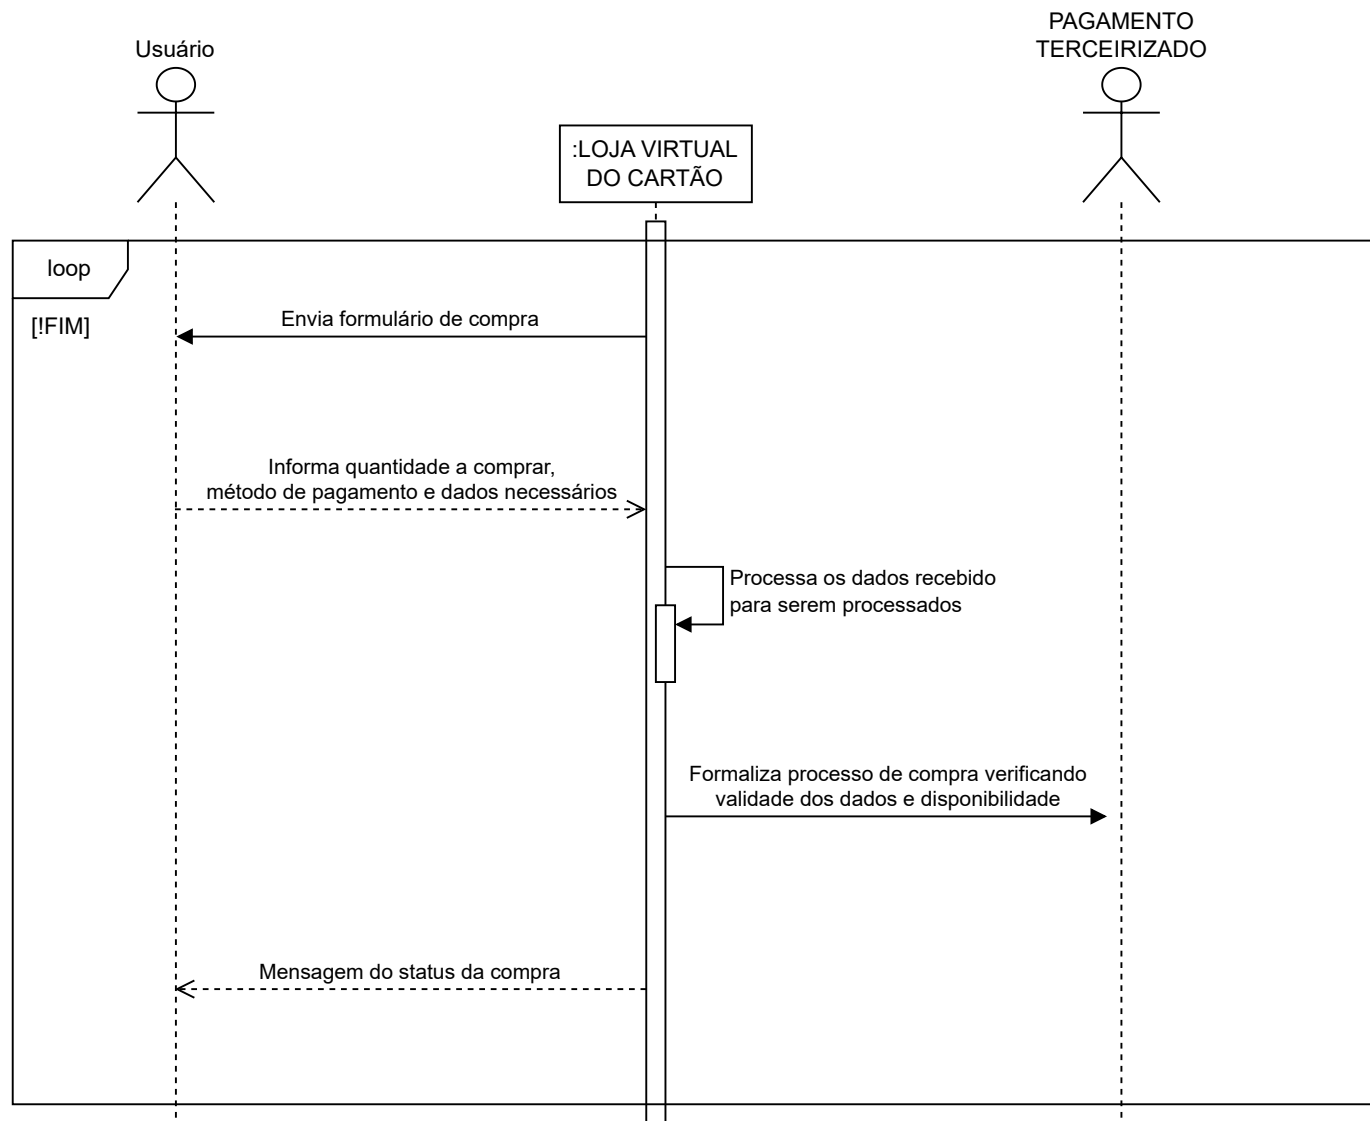 Usuário
PAGAMENTO
TERCEIRIZADO
:LOJA VIRTUAL
DO CARTÃO
loop
[!FIM]
Envia formulário de compra
Informa quantidade a comprar,
método de pagamento e dados necessários
Processa os dados recebido
para serem processados
Formaliza processo de compra verificando
validade dos dados e disponibilidade
Mensagem do status da compra